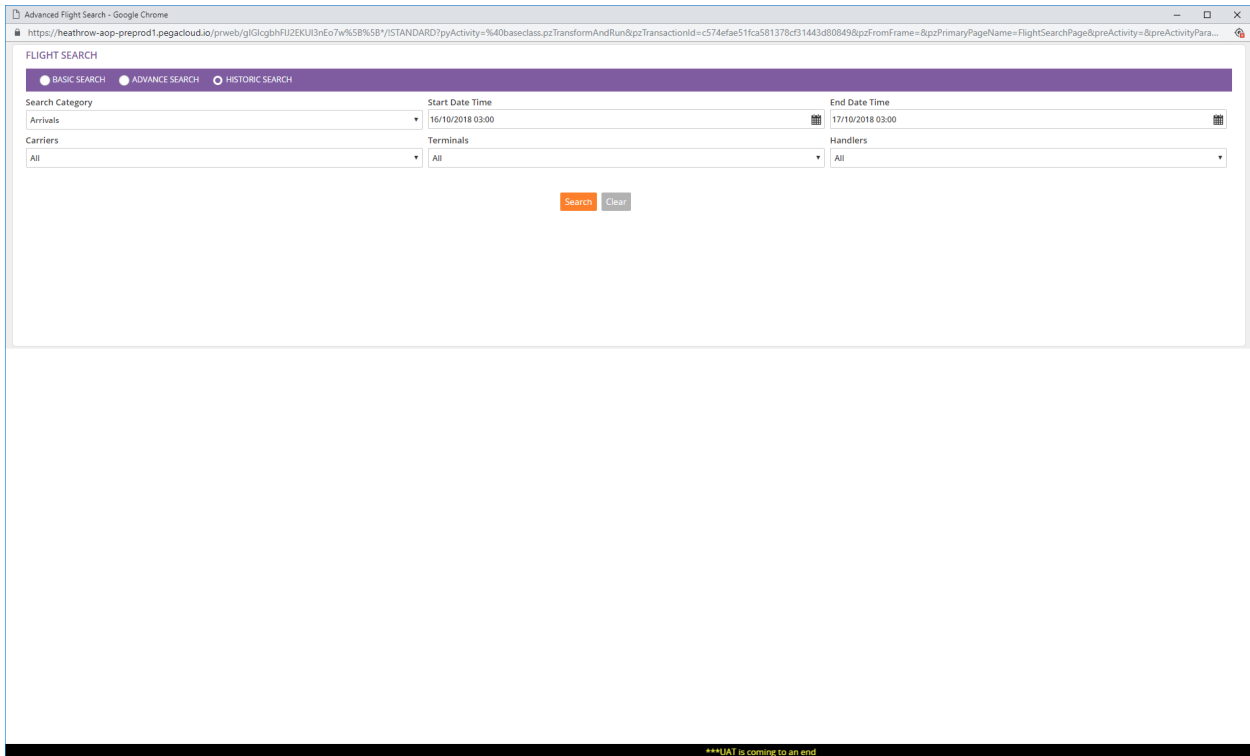 Advanced Flight Search - Google Chrome
https://heathrow-aop-preprod1.pegacloud.io/prweb/glGlcgbhFIJ2EKUI3nEo7w%5B%5B*/!STANDARD?pyActivity=%40baseclass.pzTransformAndRun&pzTransactionId=c574efae51fca581378cf31443d80849&pzFromFrame=&pzPrimaryPageName=FlightSearchPage&preActivity=&preActivityPara...
FLIGHT SEARCH
BASIC SEARCH ADVANCE SEARCH HISTORIC SEARCH
Search Category Start Date Time End Date Time
Arrivals 16/10/2018 03:00 17/10/2018 03:00
Carriers Terminals Handlers
All All All
Search Clear
***UAT is coming to an end